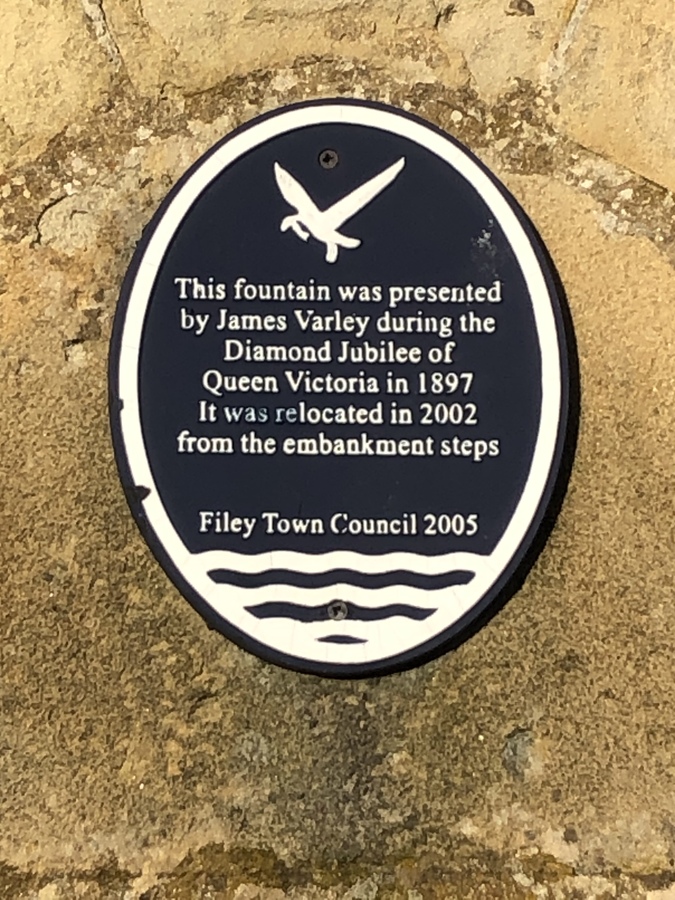 This fountain was presented
by James Varley during the
Diamond Jubilee of
Queen Victoria in 1897
It was relocated in 2002
from the embankment steps
Filey Town Council 2005